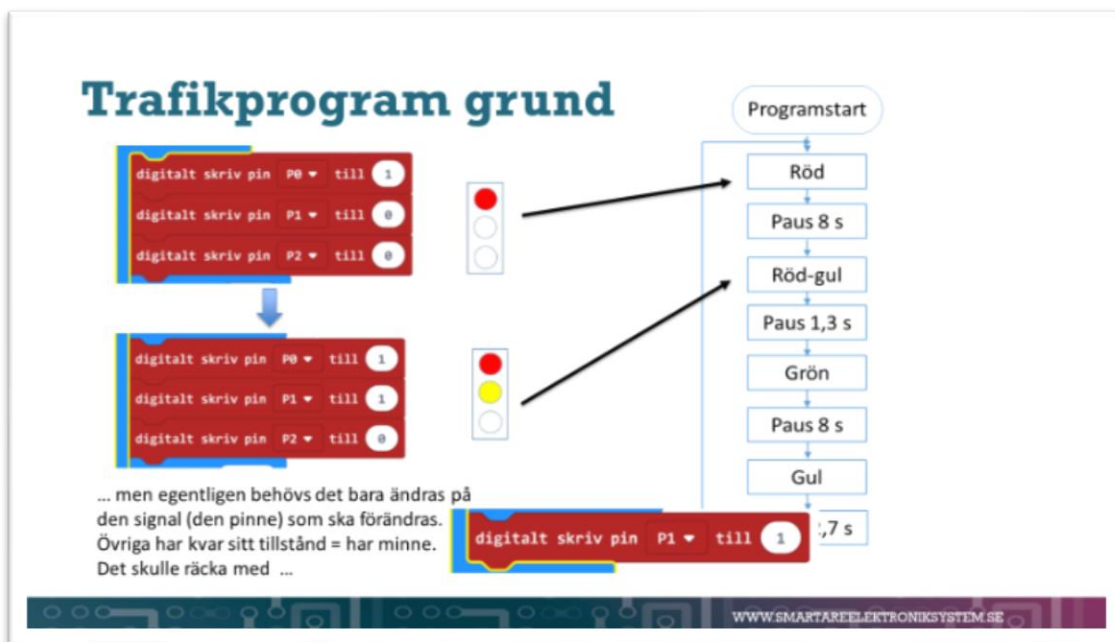 Trafikprogram grund
digitalt skriv pin P0 till 1
digitalt skriv pin P1 till 0
digitalt skriv pin P2 till 0
digitalt skriv pin P0 till 1
digitalt skriv pin P1 till 1
digitalt skriv pin P2 till 0
... men egentligen behövs det bara ändras på
den signal (den pinne) som ska förändras.
Övriga har kvar sitt tillstånd = har minne.
Det skulle räcka med ...
digitalt skriv pin P1 till 1
Programstart
Röd
Paus 8 s
Röd-gul
Paus 1,3 s
Grön
Paus 8 s
Gul
,7 s
WWW.SMARTAREELEKTRONIKSYSTEM.SE